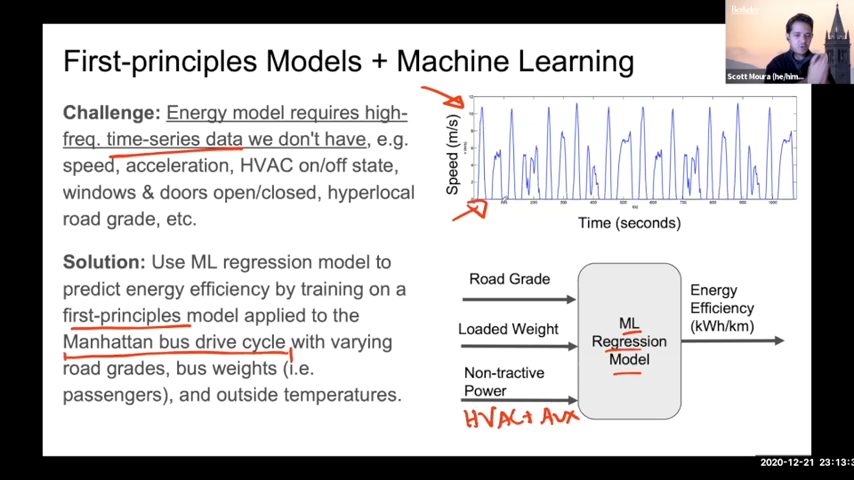 Berkeley
First-principles Models + Machine Learning
Scott Moura (he/him...
Challenge: Energy model requires high-
freq. time-series data we don't have, e.g.
speed, acceleration, HVAC on/off state,
windows & doors open/closed, hyperlocal
road grade, etc.
Speed (m/s)
Time (seconds)
Solution: Use ML regression model to
predict energy efficiency by training on a
first-principles model applied to the
Manhattan bus drive cycle with varying
road grades, bus weights (i.e.
passengers), and outside temperatures.
Road Grade
Loaded Weight
Non-tractive
Power
HVAC + Aux
ML
Regression
Model
Energy
Efficiency
(kWh/km)
2020-12-21 23:13:3